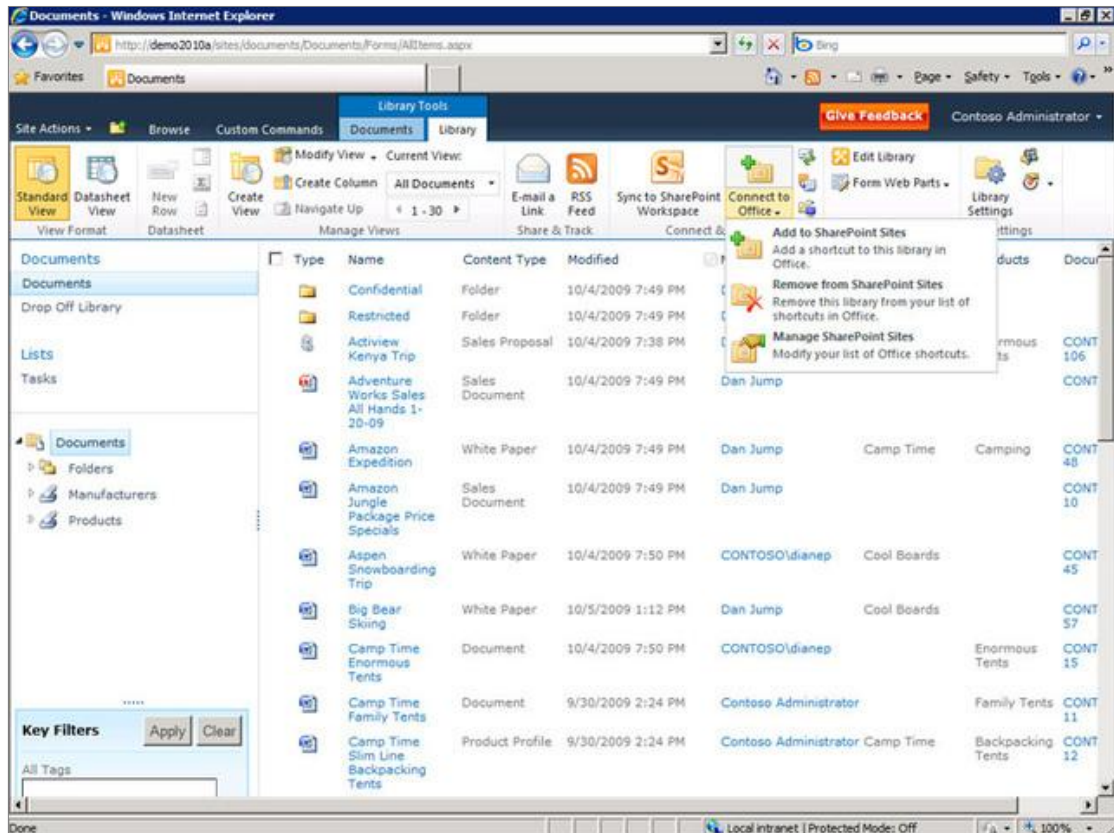 Documents - Windows Internet Explorer
http://demo2010a/sites/documents/Documents/Forms/AllItems.aspx
Bing
Favorites
Documents
Page Safety Tools
Library Tools
Site Actions Browse Custom Commands Documents Library
Give Feedback
Contoso Administrator
Standard View
Datasheet View
New Row
Create View
Modify View
Create Column
Navigate Up
Current View:
All Documents
1 - 30
E-mail a Link
RSS Feed
Sync to SharePoint Workspace
Connect to Office
Edit Library
Form Web Parts
Library Settings
View Format
Datasheet
Manage Views
Share & Track
Connect &
ttings
Add to SharePoint Sites
Add a shortcut to this library in
Office.
Remove from SharePoint Sites
Remove this library from your list of
shortcuts in Office.
Manage SharePoint Sites
Modify your list of Office shortcuts.
Documents
Documents
Drop Off Library
Lists
Tasks
Documents
Folders
Manufacturers
Products
Key Filters
Apply
Clear
All Tags
Type Name Content Type Modified ducts Docu
Confidential Folder 10/4/2009 7:49 PM
Restricted Folder 10/4/2009 7:49 PM
Actiview Sales Proposal 10/4/2009 7:38 PM rmous CONT
Kenya Trip ts 106
Adventure Sales 10/4/2009 7:49 PM Dan Jump CONT
Works Sales Document
All Hands 1-
20-09
Amazon White Paper 10/4/2009 7:49 PM Dan Jump Camp Time Camping CONT
Expedition 48
Amazon Sales 10/4/2009 7:49 PM Dan Jump CONT
Jungle Document 10
Package Price
Specials
Aspen White Paper 10/4/2009 7:50 PM CONTOSO\dianep Cool Boards CONT
Snowboarding 45
Trip
Big Bear White Paper 10/5/2009 1:12 PM Dan Jump Cool Boards CONT
Skiing 57
Camp Time Document 10/4/2009 7:50 PM CONTOSO\dianep Enormous CONT
Enormous Tents 15
Tents
Camp Time Document 9/30/2009 2:24 PM Contoso Administrator Family Tents CONT
Family Tents 11
Camp Time Product Profile 9/30/2009 2:24 PM Contoso Administrator Camp Time Backpacking CONT
Slim Line Tents 12
Backpacking
Tents
Done
Local intranet | Protected Mode: Off
100%